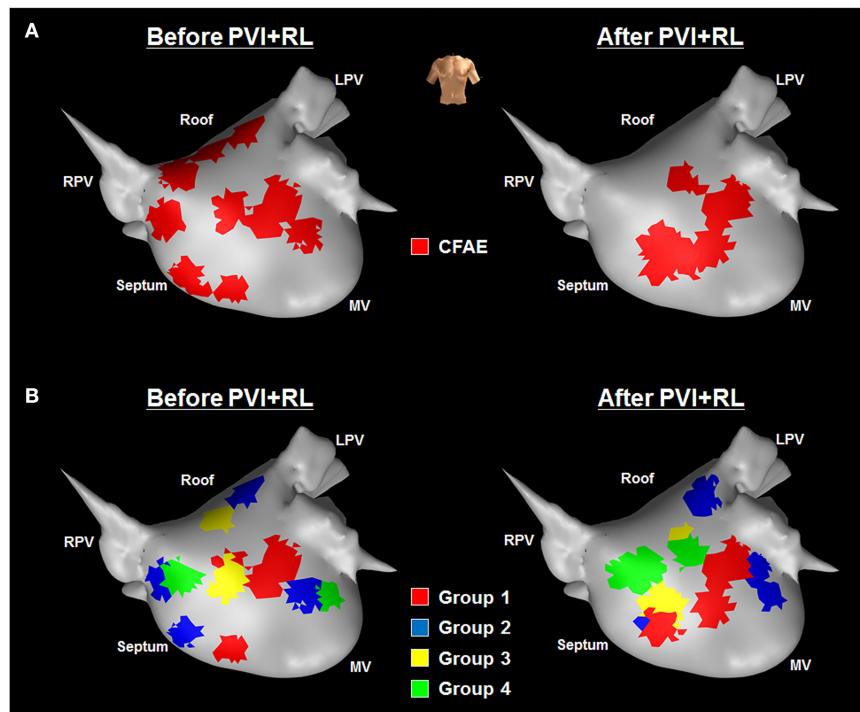 A
Before PVI+RL
After PVI+RL
LPV
LPV
Roof
Roof
RPV
RPV
CFAE
Septum
Septum
MV
MV
B
Before PVI+RL
After PVI+RL
LPV
LPV
Roof
Roof
RPV
RPV
Group 1
Group 2
Group 3
Group 4
Septum
Septum
MV
MV